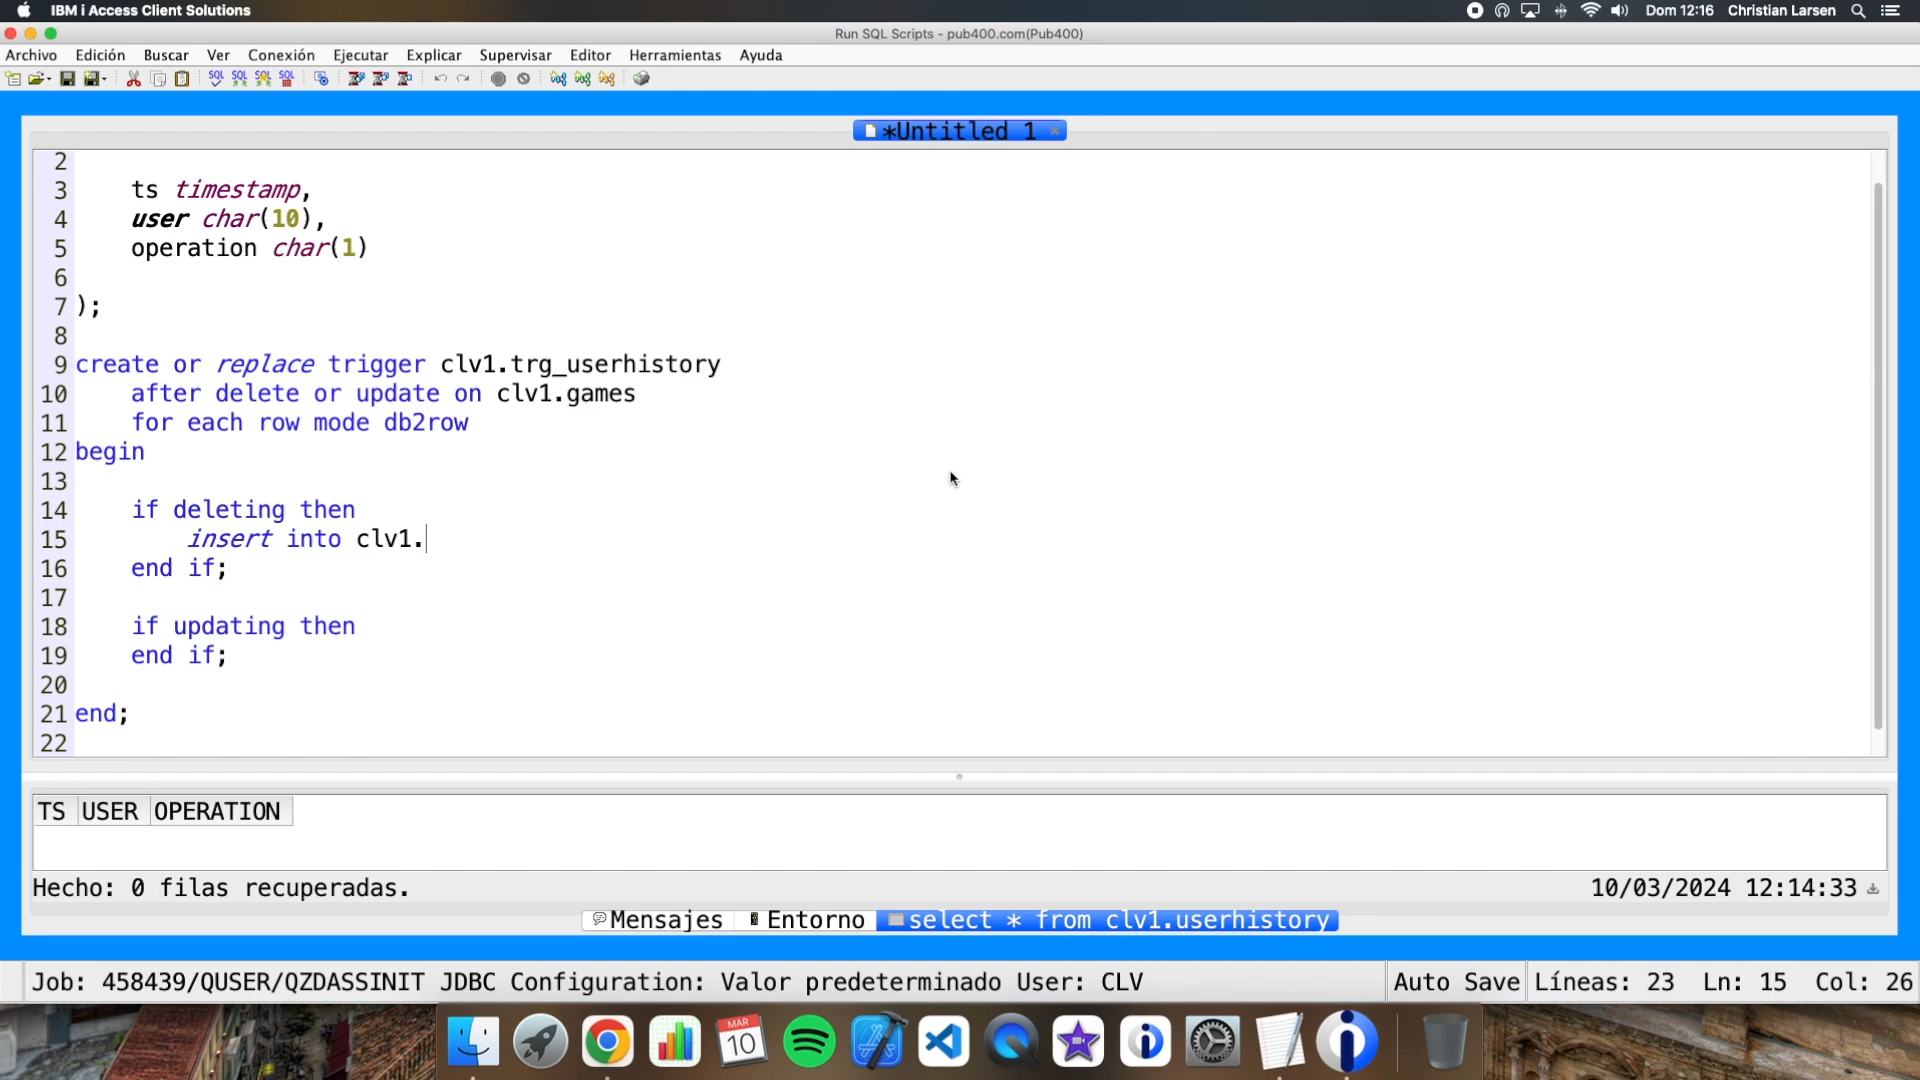 IBM i Access Client Solutions
Dom 12:16 Christian Larsen
Run SQL Scripts - pub400.com(Pub400)
Archivo Edición Buscar Ver Conexión Ejecutar Explicar Supervisar Editor Herramientas Ayuda
SQL SQL SQL SQL
*Untitled 1
2
3 ts timestamp,
4 user char(10),
5 operation char(1)
6
7 );
8
9 create or replace trigger clv1.trg_userhistory
10 after delete or update on clv1.games
11 for each row mode db2row
12 begin
13
14 if deleting then
15 insert into clv1.
16 end if;
17
18 if updating then
19 end if;
20
21 end;
22
TS USER OPERATION
Hecho: 0 filas recuperadas. 10/03/2024 12:14:33
Mensajes Entorno select * from clv1.userhistory
Job: 458439/QUSER/QZDASSINIT JDBC Configuration: Valor predeterminado User: CLV Auto Save Líneas: 23 Ln: 15 Col: 26
MAR
10